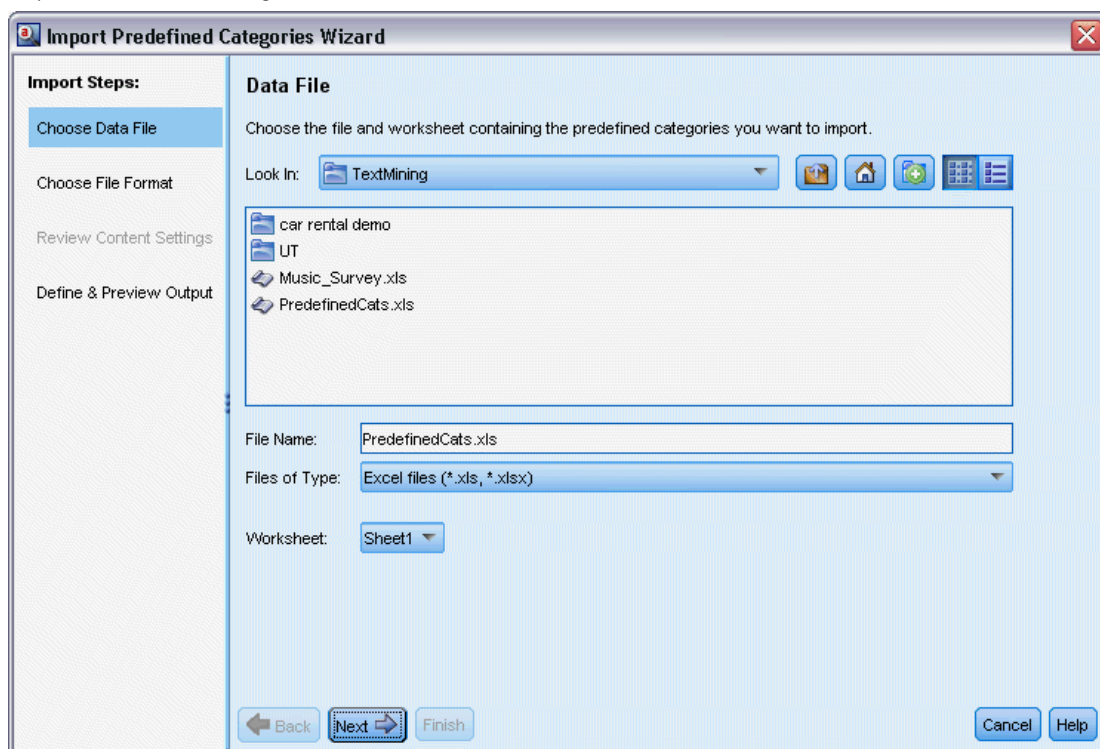 Import Predefined Categories Wizard
Import Steps:
Choose Data File
Choose File Format
Review Content Settings
Define & Preview Output
Data File
Choose the file and worksheet containing the predefined categories you want to import.
Look In: TextMining
car rental demo
UT
Music_Survey.xls
PredefinedCats.xls
File Name: PredefinedCats.xls
Files of Type: Excel files (*.xls, *.xlsx)
Worksheet: Sheet1
Back Next Finish Cancel Help